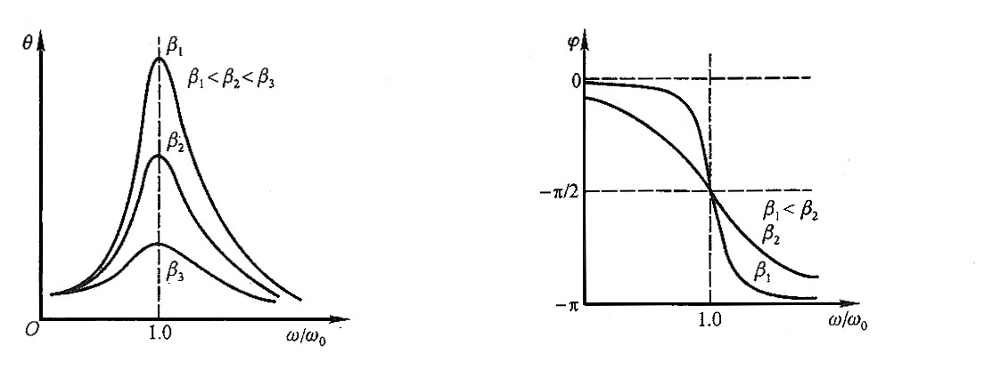 θ
β₁
β₁<β₂<β₃
β₂
β₃
O
1.0
ω/ω₀
φ
0
−π/2
β₁< β₂
β₂
β₁
−π
1.0
ω/ω₀